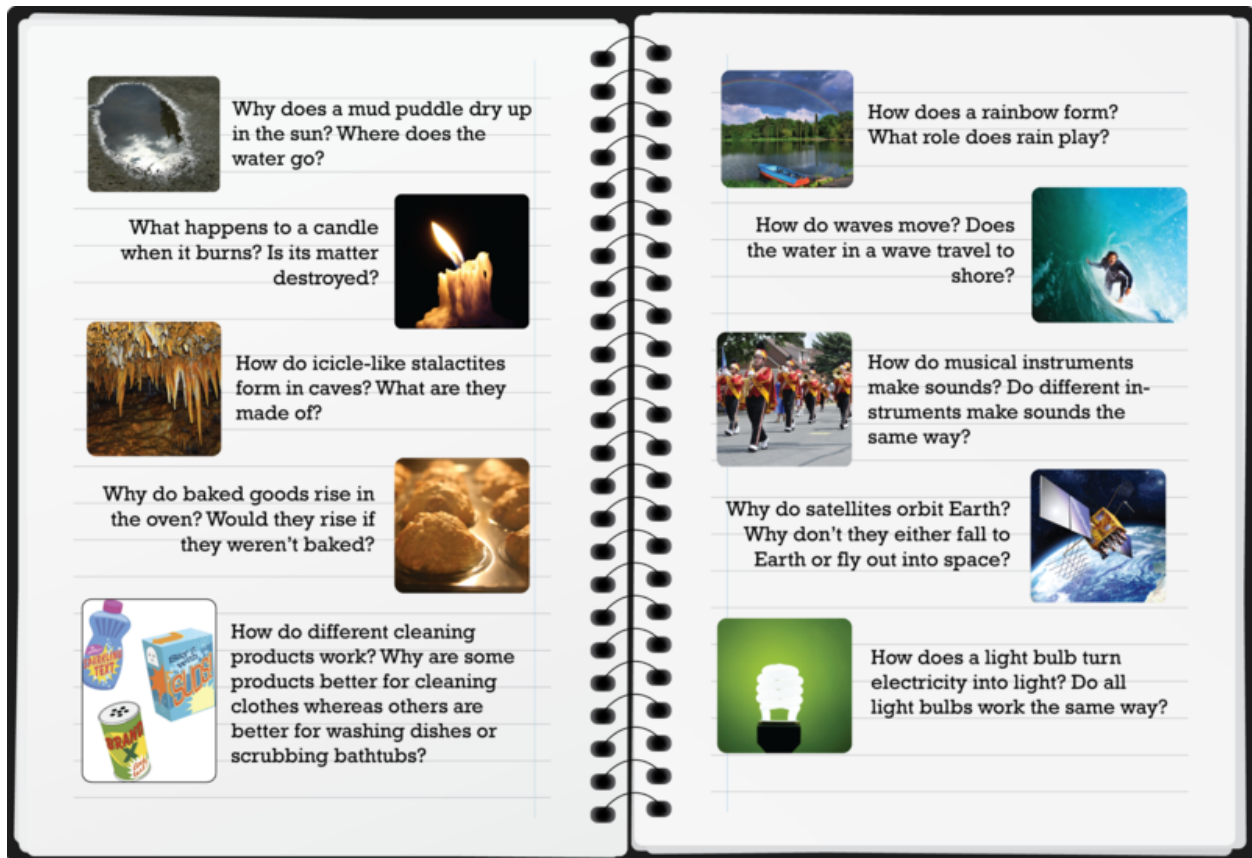 Why does a mud puddle dry up
in the sun? Where does the
water go?
What happens to a candle
when it burns? Is its matter
destroyed?
How do icicle-like stalactites
form in caves? What are they
made of?
Why do baked goods rise in
the oven? Would they rise if
they weren't baked?
SPARKLING
TEXT
BRAND
X
How do different cleaning
products work? Why are some
products better for cleaning
clothes whereas others are
better for washing dishes or
scrubbing bathtubs?
How does a rainbow form?
What role does rain play?
How do waves move? Does
the water in a wave travel to
shore?
How do musical instruments
make sounds? Do different in-
struments make sounds the
same way?
Why do satellites orbit Earth?
Why don't they either fall to
Earth or fly out into space?
How does a light bulb turn
electricity into light? Do all
light bulbs work the same way?